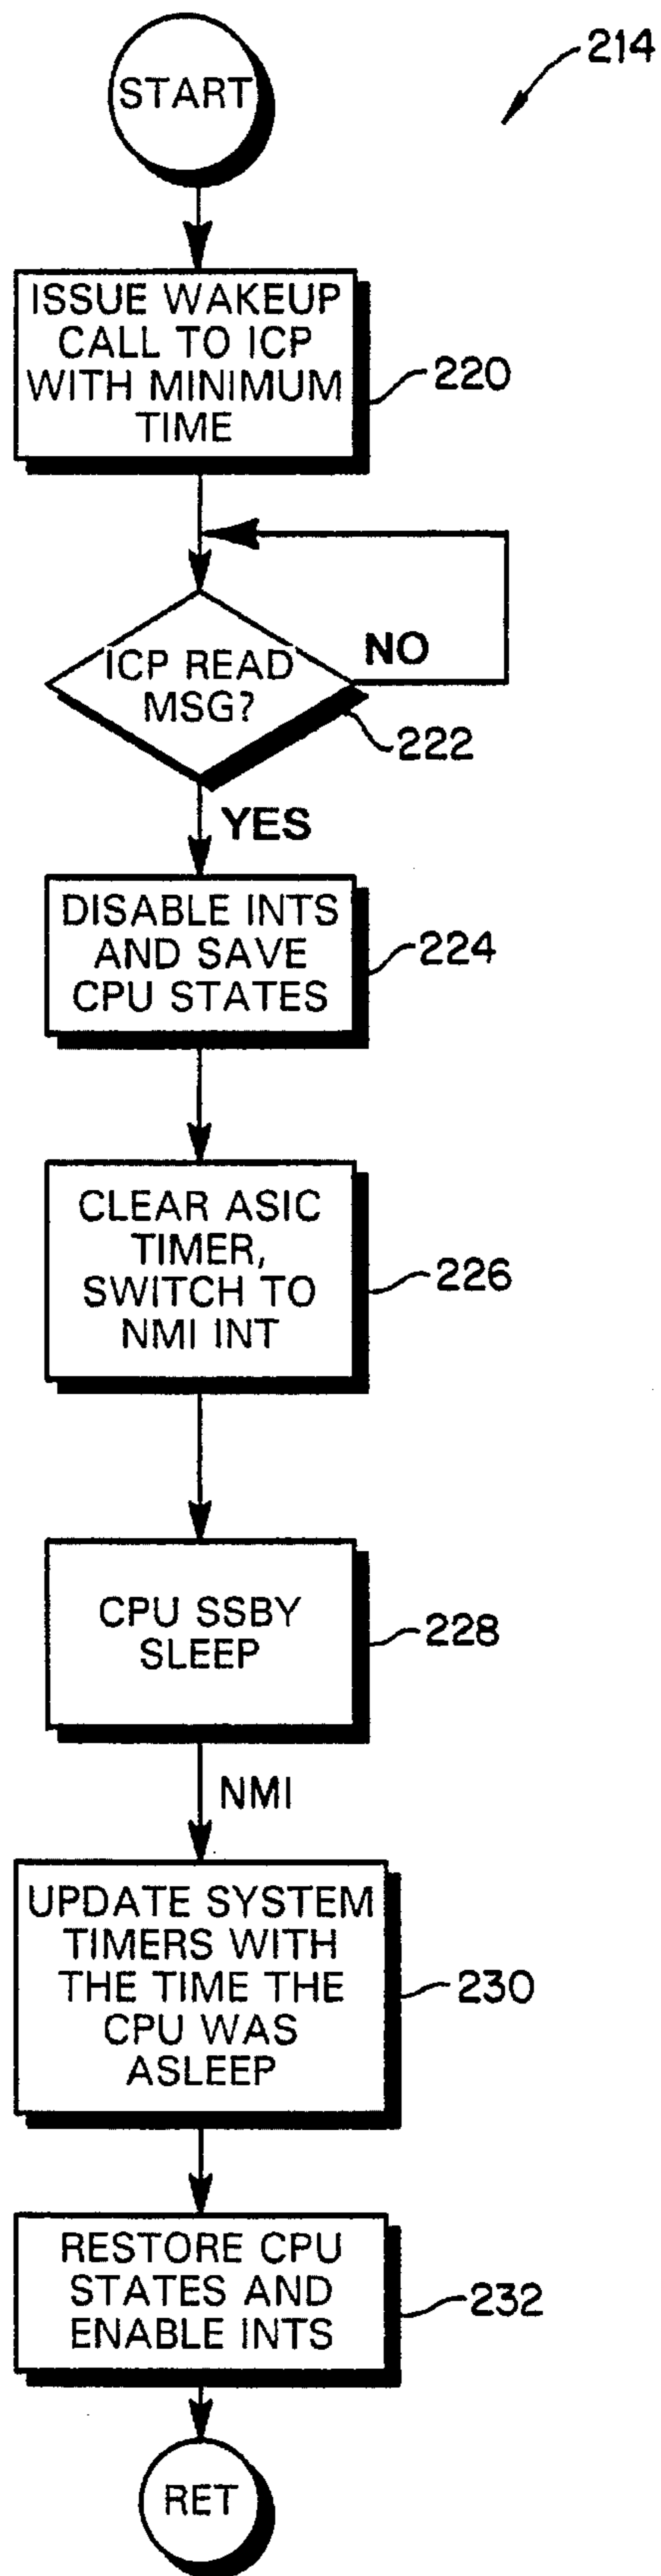 214
START
ISSUE WAKEUP
CALL TO ICP
WITH MINIMUM
TIME
220
NO
ICP READ
MSG?
222
YES
DISABLE INTS
AND SAVE
CPU STATES
224
CLEAR ASIC
TIMER,
SWITCH TO
NMI INT
226
CPU SSBY
SLEEP
228
NMI
UPDATE SYSTEM
TIMERS WITH
THE TIME THE
CPU WAS
ASLEEP
230
RESTORE CPU
STATES AND
ENABLE INTS
232
RET